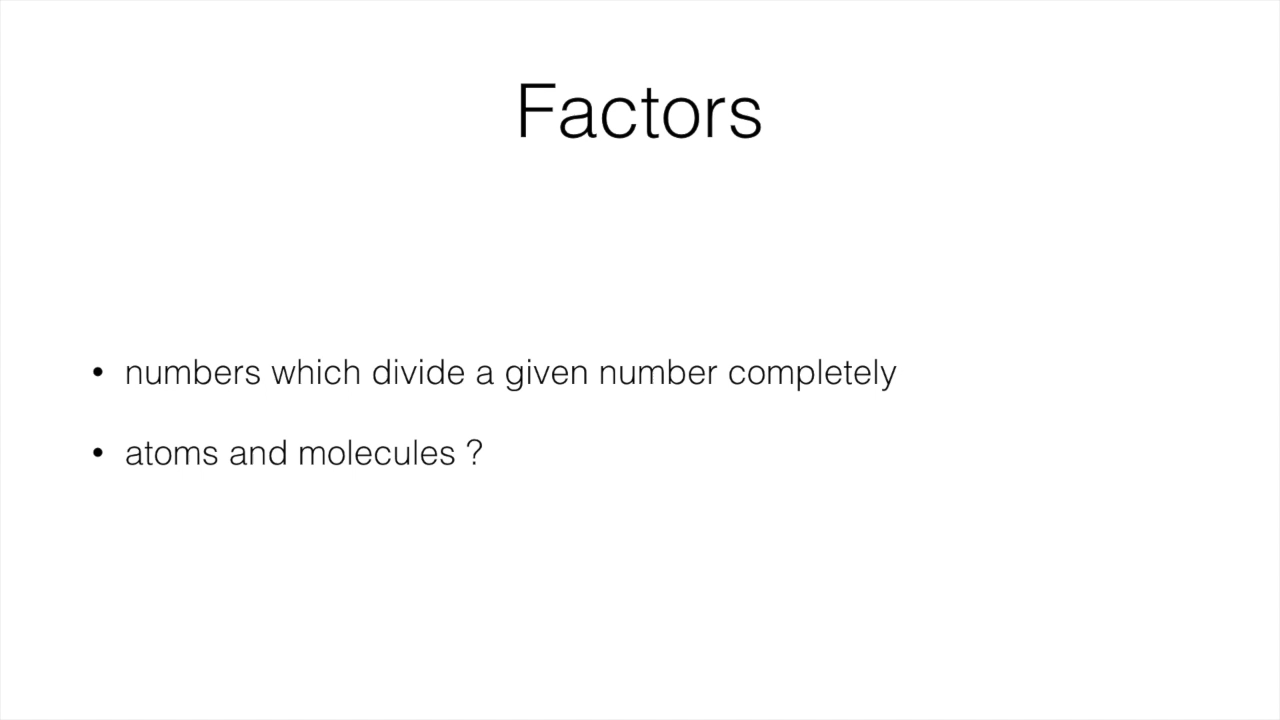 Factors
• numbers which divide a given number completely
• atoms and molecules ?